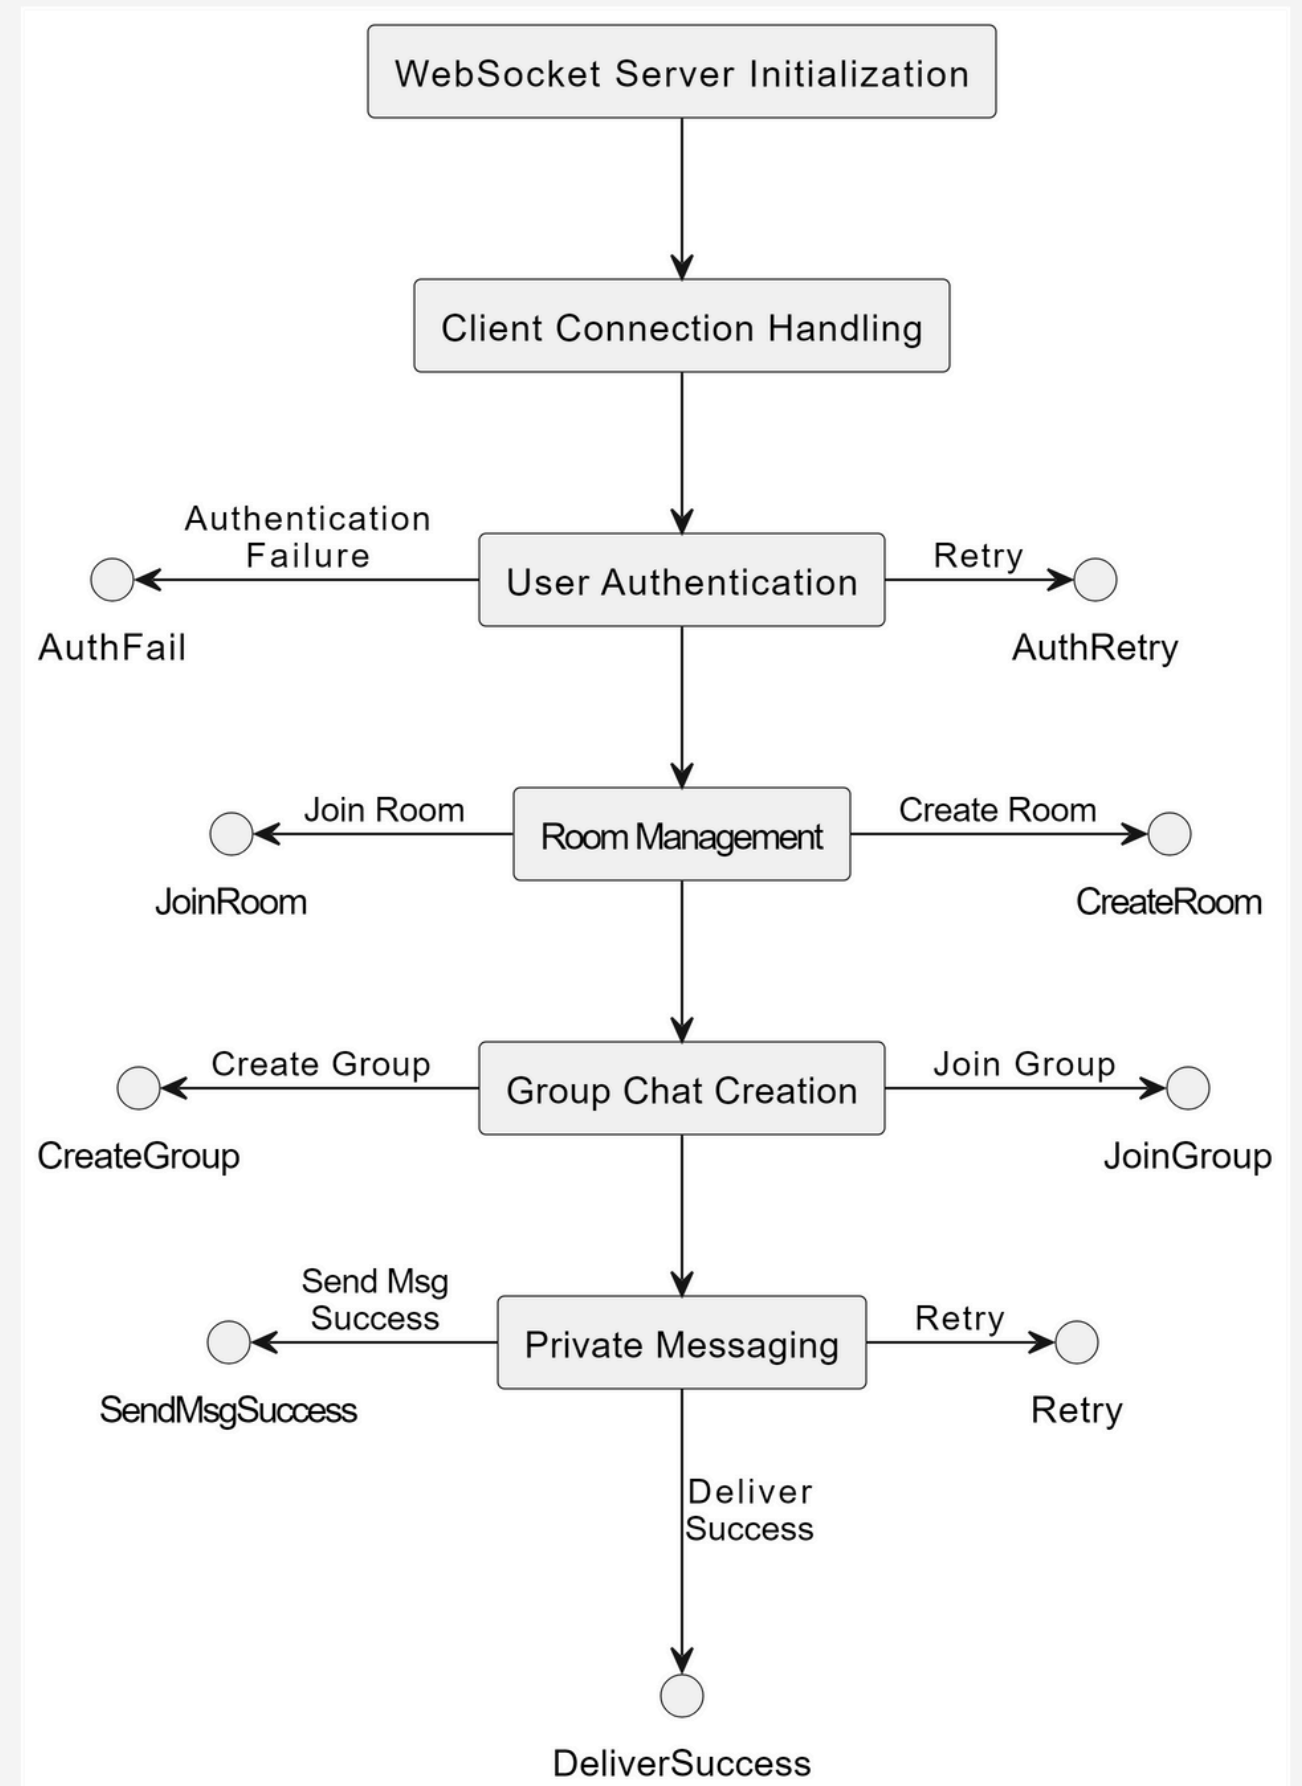 WebSocket Server Initialization
Client Connection Handling
Authentication
Failure
User Authentication
Retry
AuthFail
AuthRetry
Join Room
Room Management
Create Room
JoinRoom
CreateRoom
Create Group
Group Chat Creation
Join Group
CreateGroup
JoinGroup
Send Msg
Success
Private Messaging
Retry
SendMsgSuccess
Retry
Deliver
Success
DeliverSuccess